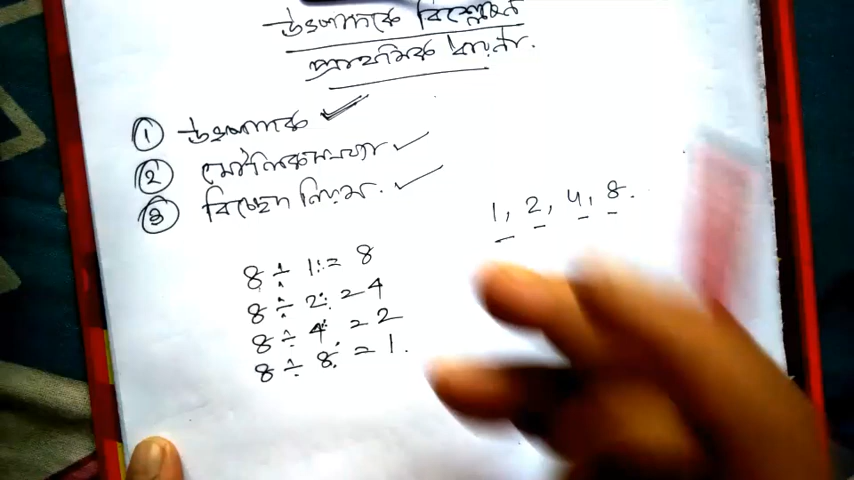 উৎপাদকে বিশ্লেষণ
প্রাথমিক ধারণা.
① উৎপাদক
② মৌলিক সংখ্যা
③ বিচ্ছেদ নিয়ম.
1, 2, 4, 8.
8 ÷ 1 = 8
8 ÷ 2 = 4
8 ÷ 4 = 2
8 ÷ 8 = 1.